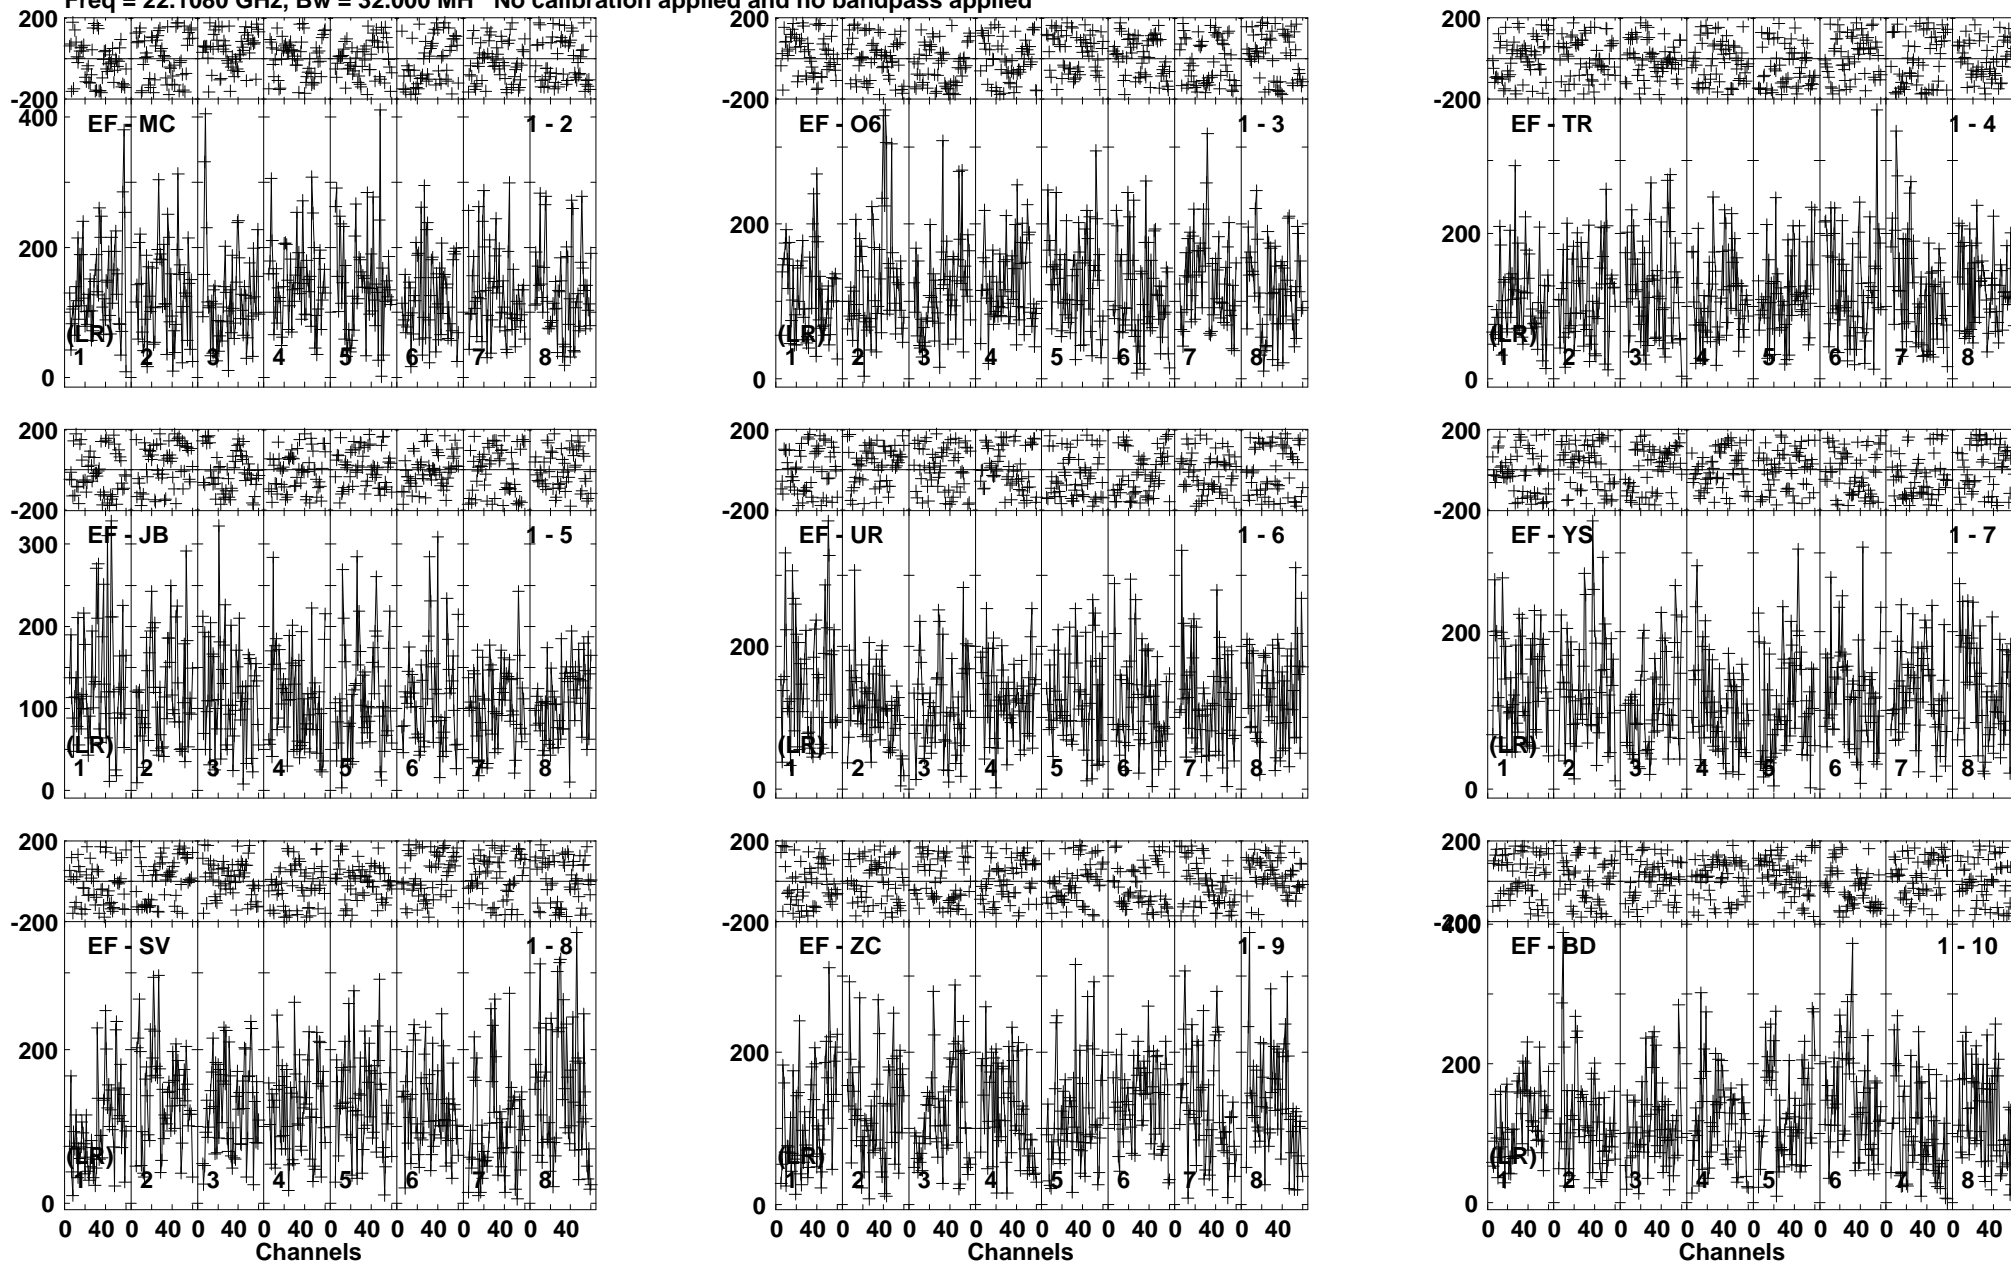 Freq = 22.1080 GHz, Bw = 32.000 MH No calibration applied and no bandpass applied
200 200 200
-200 -200 -200
400
EF - MC 1 - 2 EF - O6 1 - 3 EF - TR 1 - 4
200 200 200
(LR) (LR) (LR)
1 2 3 4 5 6 7 8 1 2 3 4 5 6 7 8 1 2 3 4 5 6 7 8
0 0 0
200 200 200
-200 -200 -200
EF - JB 1 - 5 EF - UR 1 - 6 EF - YS 1 - 7
300
200 200 200
100
(LR) (LR) (LR)
1 2 3 4 5 6 7 8 1 2 3 4 5 6 7 8 1 2 3 4 5 6 7 8
0 0 0
200 200 200
-200 -200 -200
400
EF - SV 1 - 8 EF - ZC 1 - 9 EF - BD 1 - 10
200 200 200
(LR) (LR) (LR)
1 2 3 4 5 6 7 8 1 2 3 4 5 6 7 8 1 2 3 4 5 6 7 8
0 0 0
0 40 0 40 0 40 0 40 0 40 0 40 0 40 0 40 0 40 0 40 0 40 0 40 0 40 0 40 0 40 0 40 0 40 0 40 0 40 0 40 0 40 0 40 0 40 0 40
Channels Channels Channels